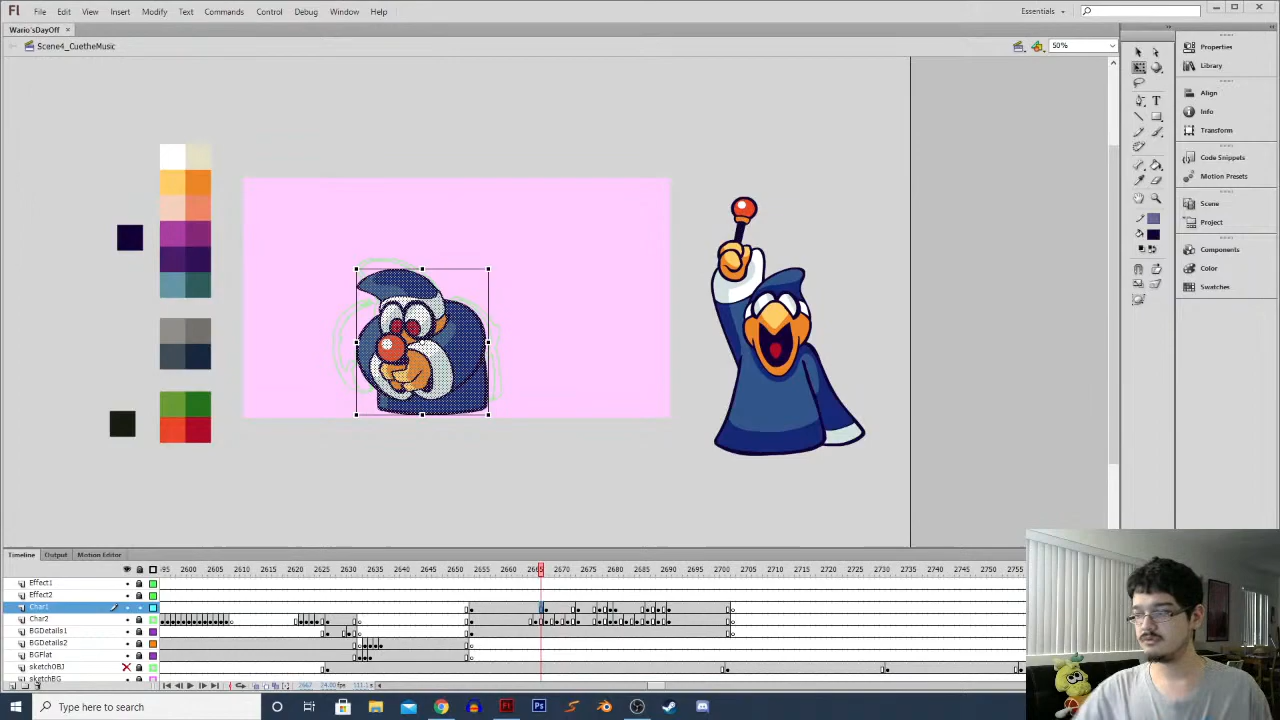 Fl File Edit View Insert Modify Text Commands Control Debug Window Help Essentials
Wario'sDayOff
Scene4_CuetheMusic 50%
Properties
Library
Align
Info
Transform
Code Snippets
Motion Presets
Scene
Project
Components
Color
Swatches
Timeline Output Motion Editor
2600 2605 2610 2615 2620 2625 2630 2635 2640 2645 2650 2655 2660 2670 2675 2680 2685 2690 2695 2700 2705 2710 2715 2720 2725 2730 2735 2740 2745 2750 2755
Effect1
Effect2
Char1
Char2
BGDetails1
BGDetails2
BGFlat
sketchOBJ
sketchBG
2667 24.00 fps
Type here to search